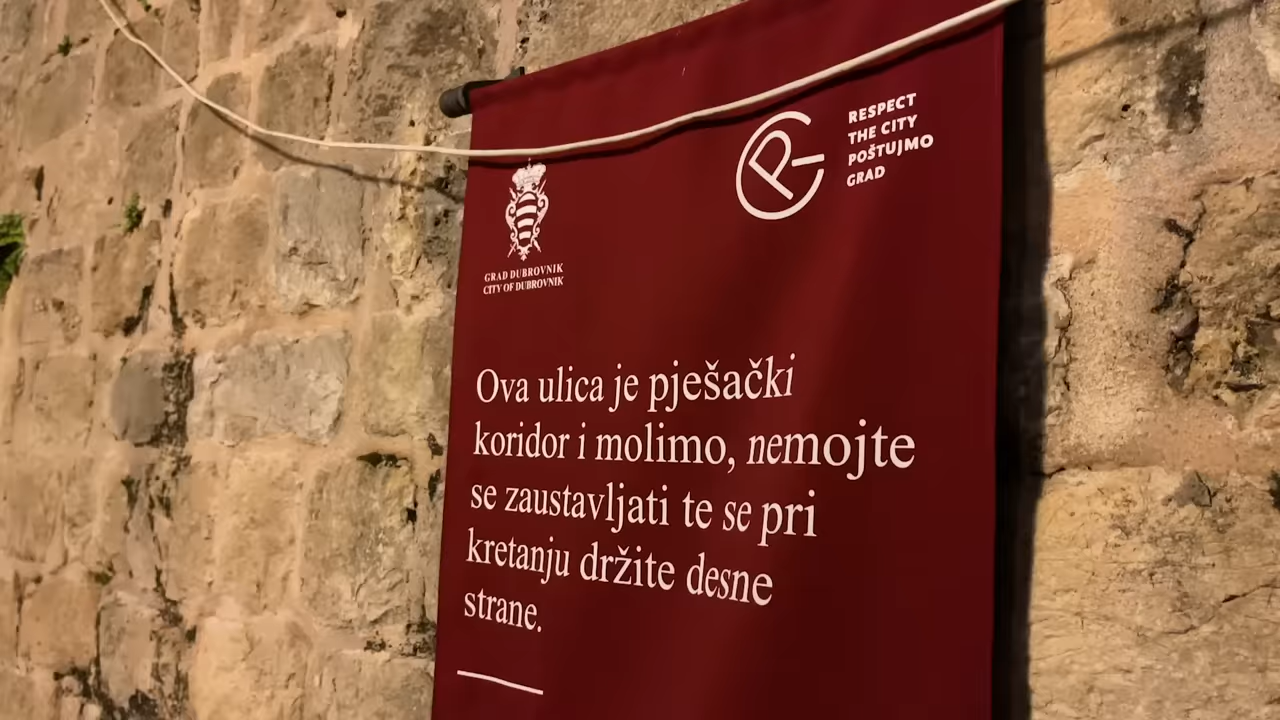 RESPECT
THE CITY
POŠTUJMO
GRAD
GRAD DUBROVNIK
CITY OF DUBROVNIK
Ova ulica je pješački
koridor i molimo, nemojte
se zaustavljati te se pri
kretanju držite desne
strane.